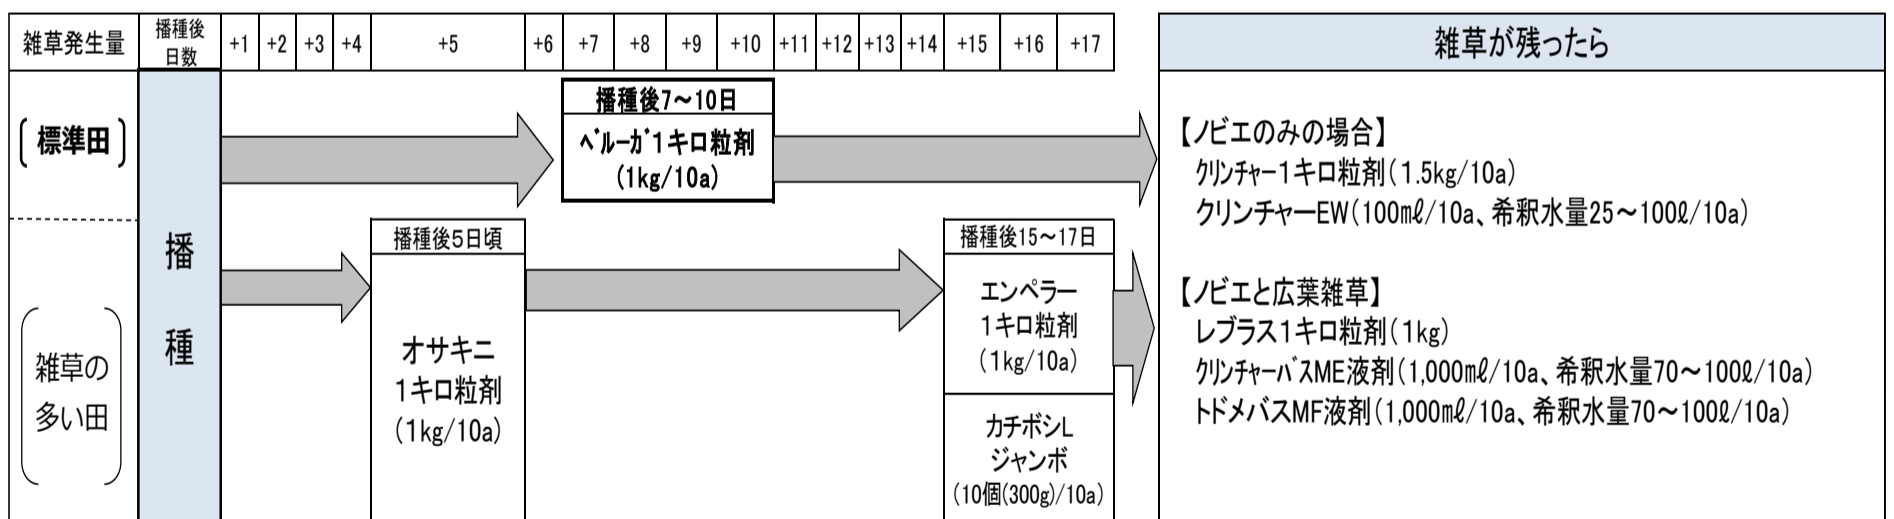 雑草発生量
播種後
日数
+1 +2 +3 +4 +5 +6 +7 +8 +9 +10 +11 +12 +13 +14 +15 +16 +17
雑草が残ったら
標準田
播種
播種後7～10日
ﾍﾞﾙｰｶﾞ1キロ粒剤
(1kg/10a)
雑草の
多い田
播種後5日頃
オサキニ
1キロ粒剤
(1kg/10a)
播種後15～17日
エンペラー
1キロ粒剤
(1kg/10a)
カチボシL
ジャンボ
(10個(300g)/10a)
【ノビエのみの場合】
ｸﾘﾝﾁｬｰ1キロ粒剤(1.5kg/10a)
クリンチャーEW(100㎖/10a、希釈水量25～100ℓ/10a)
【ノビエと広葉雑草】
レブラス1キロ粒剤(1kg)
ｸﾘﾝﾁｬｰﾊﾞｽME液剤(1,000㎖/10a、希釈水量70～100ℓ/10a)
トドメバスMF液剤(1,000㎖/10a、希釈水量70～100ℓ/10a)